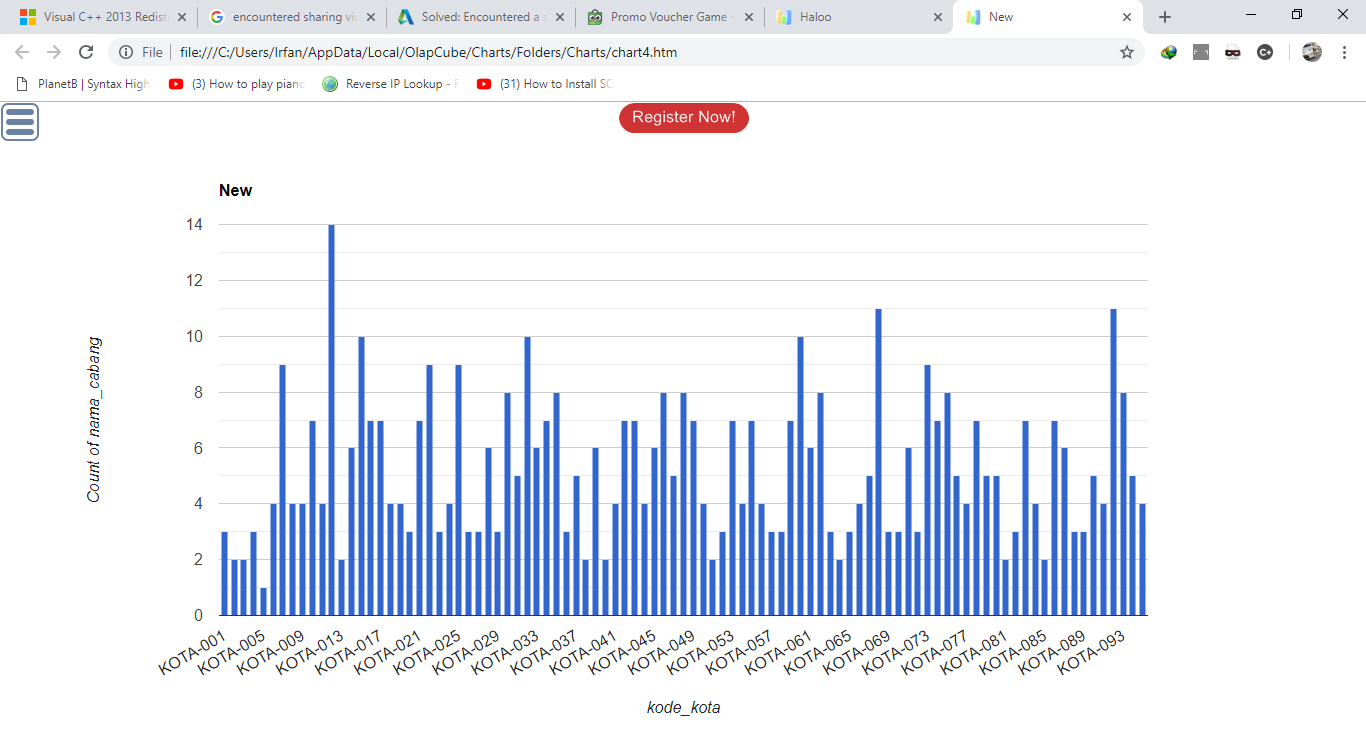 Visual C++ 2013 Redist
encountered sharing vi
Solved: Encountered a s
Promo Voucher Game -
Haloo
New
File
file:///C:/Users/Irfan/AppData/Local/OlapCube/Charts/Folders/Charts/chart4.htm
PlanetB | Syntax High
(3) How to play piano
Reverse IP Lookup -
(31) How to Install SC
Register Now!
New
14
12
10
8
6
4
2
0
Count of nama_cabang
KOTA-001
KOTA-005
KOTA-009
KOTA-013
KOTA-017
KOTA-021
KOTA-025
KOTA-029
KOTA-033
KOTA-037
KOTA-041
KOTA-045
KOTA-049
KOTA-053
KOTA-057
KOTA-061
KOTA-065
KOTA-069
KOTA-073
KOTA-077
KOTA-081
KOTA-085
KOTA-089
KOTA-093
kode_kota